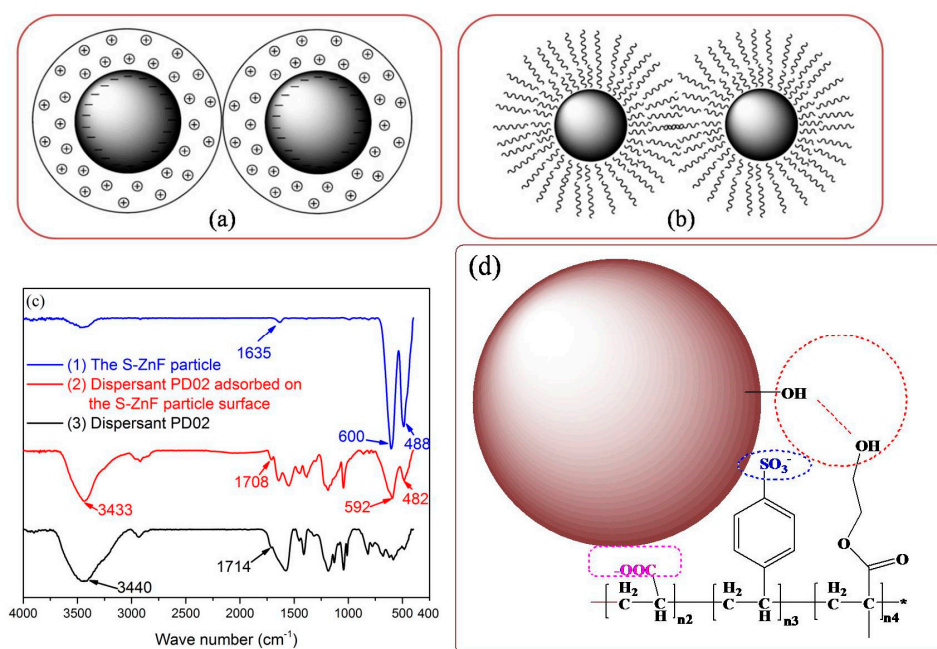 (a)
(b)
(c)
1635
(1) The S-ZnF particle
(2) Dispersant PD02 adsorbed on
the S-ZnF particle surface
(3) Dispersant PD02
600
488
1708
592
482
3433
1714
3440
4000 3500 3000 2500 2000 1500 1000 500 400
Wave number (cm⁻¹)
(d)
OH
OH
SO₃⁻
O
O
-OOC
H₂
C
C
H
n2
H₂
C
C
H
n3
H₂
C
C
n4
*